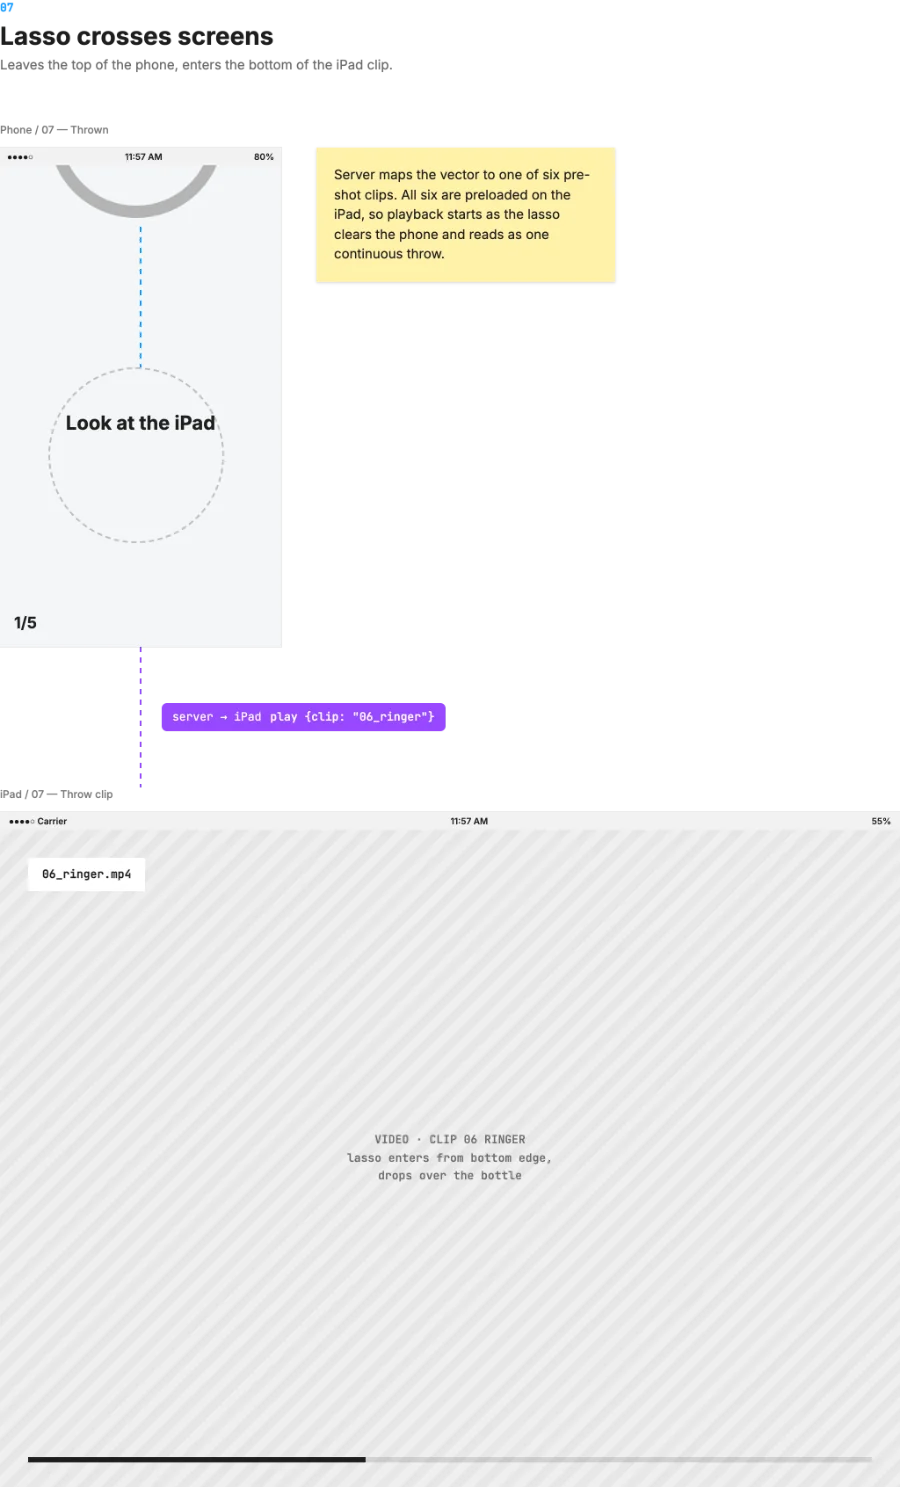 07
Lasso crosses screens
Leaves the top of the phone, enters the bottom of the iPad clip.
Phone / 07 — Thrown
11:57 AM
80%
Server maps the vector to one of six pre-
shot clips. All six are preloaded on the
iPad, so playback starts as the lasso
clears the phone and reads as one
continuous throw.
Look at the iPad
1/5
server → iPad play {clip: "06_ringer"}
iPad / 07 — Throw clip
Carrier
11:57 AM
55%
06_ringer.mp4
VIDEO · CLIP 06 RINGER
lasso enters from bottom edge,
drops over the bottle